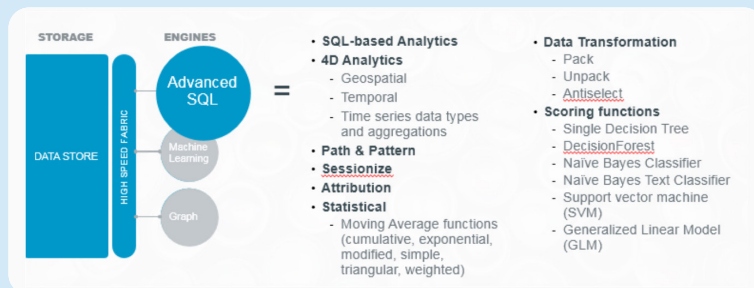 STORAGE
ENGINES
DATA STORE
HIGH SPEED FABRIC
Advanced
SQL
Machine
Learning
Graph
=
• SQL-based Analytics
• 4D Analytics
- Geospatial
- Temporal
- Time series data types
and aggregations
• Path & Pattern
• Sessionize
• Attribution
• Statistical
- Moving Average functions
(cumulative, exponential,
modified, simple,
triangular, weighted)
• Data Transformation
- Pack
- Unpack
- Antiselect
• Scoring functions
- Single Decision Tree
- DecisionForest
- Naïve Bayes Classifier
- Naïve Bayes Text Classifier
- Support vector machine
(SVM)
- Generalized Linear Model
(GLM)